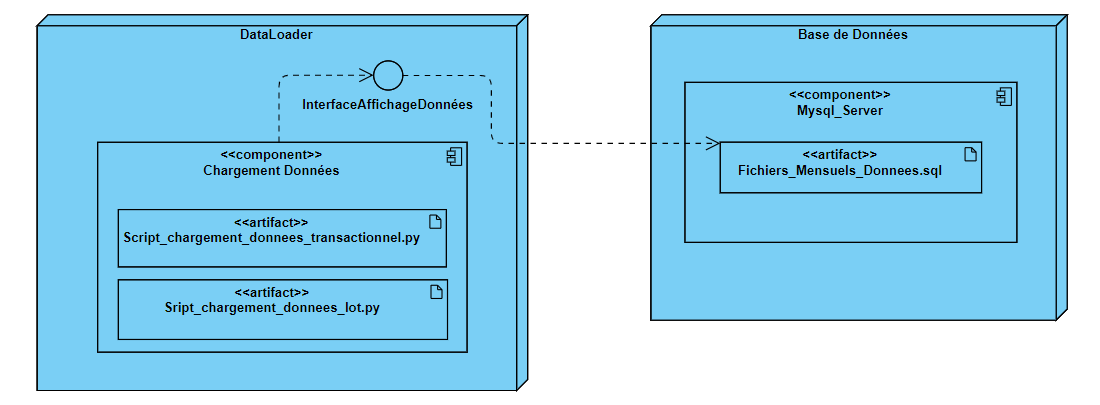 DataLoader
InterfaceAffichageDonnées
<<component>>
Chargement Données
<<artifact>>
Script_chargement_donnees_transactionnel.py
<<artifact>>
Sript_chargement_donnees_lot.py
Base de Données
<<component>>
Mysql_Server
<<artifact>>
Fichiers_Mensuels_Donnees.sql